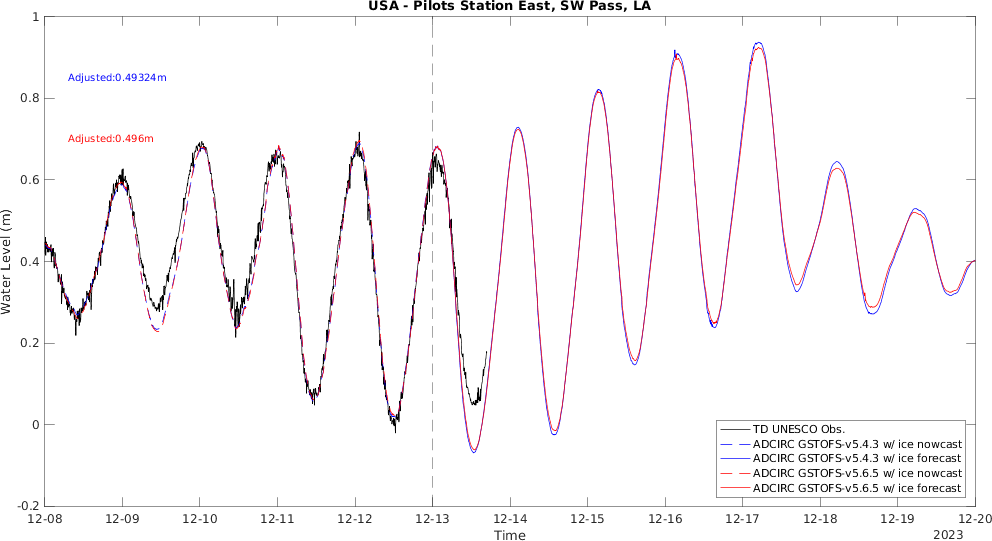 USA - Pilots Station East, SW Pass, LA
1
0.8
0.6
0.4
0.2
0
-0.2
Water Level (m)
Adjusted:0.49324m
Adjusted:0.496m
TD UNESCO Obs.
ADCIRC GSTOFS-v5.4.3 w/ ice nowcast
ADCIRC GSTOFS-v5.4.3 w/ ice forecast
ADCIRC GSTOFS-v5.6.5 w/ ice nowcast
ADCIRC GSTOFS-v5.6.5 w/ ice forecast
12-08 12-09 12-10 12-11 12-12 12-13 12-14 12-15 12-16 12-17 12-18 12-19 12-20
Time
2023